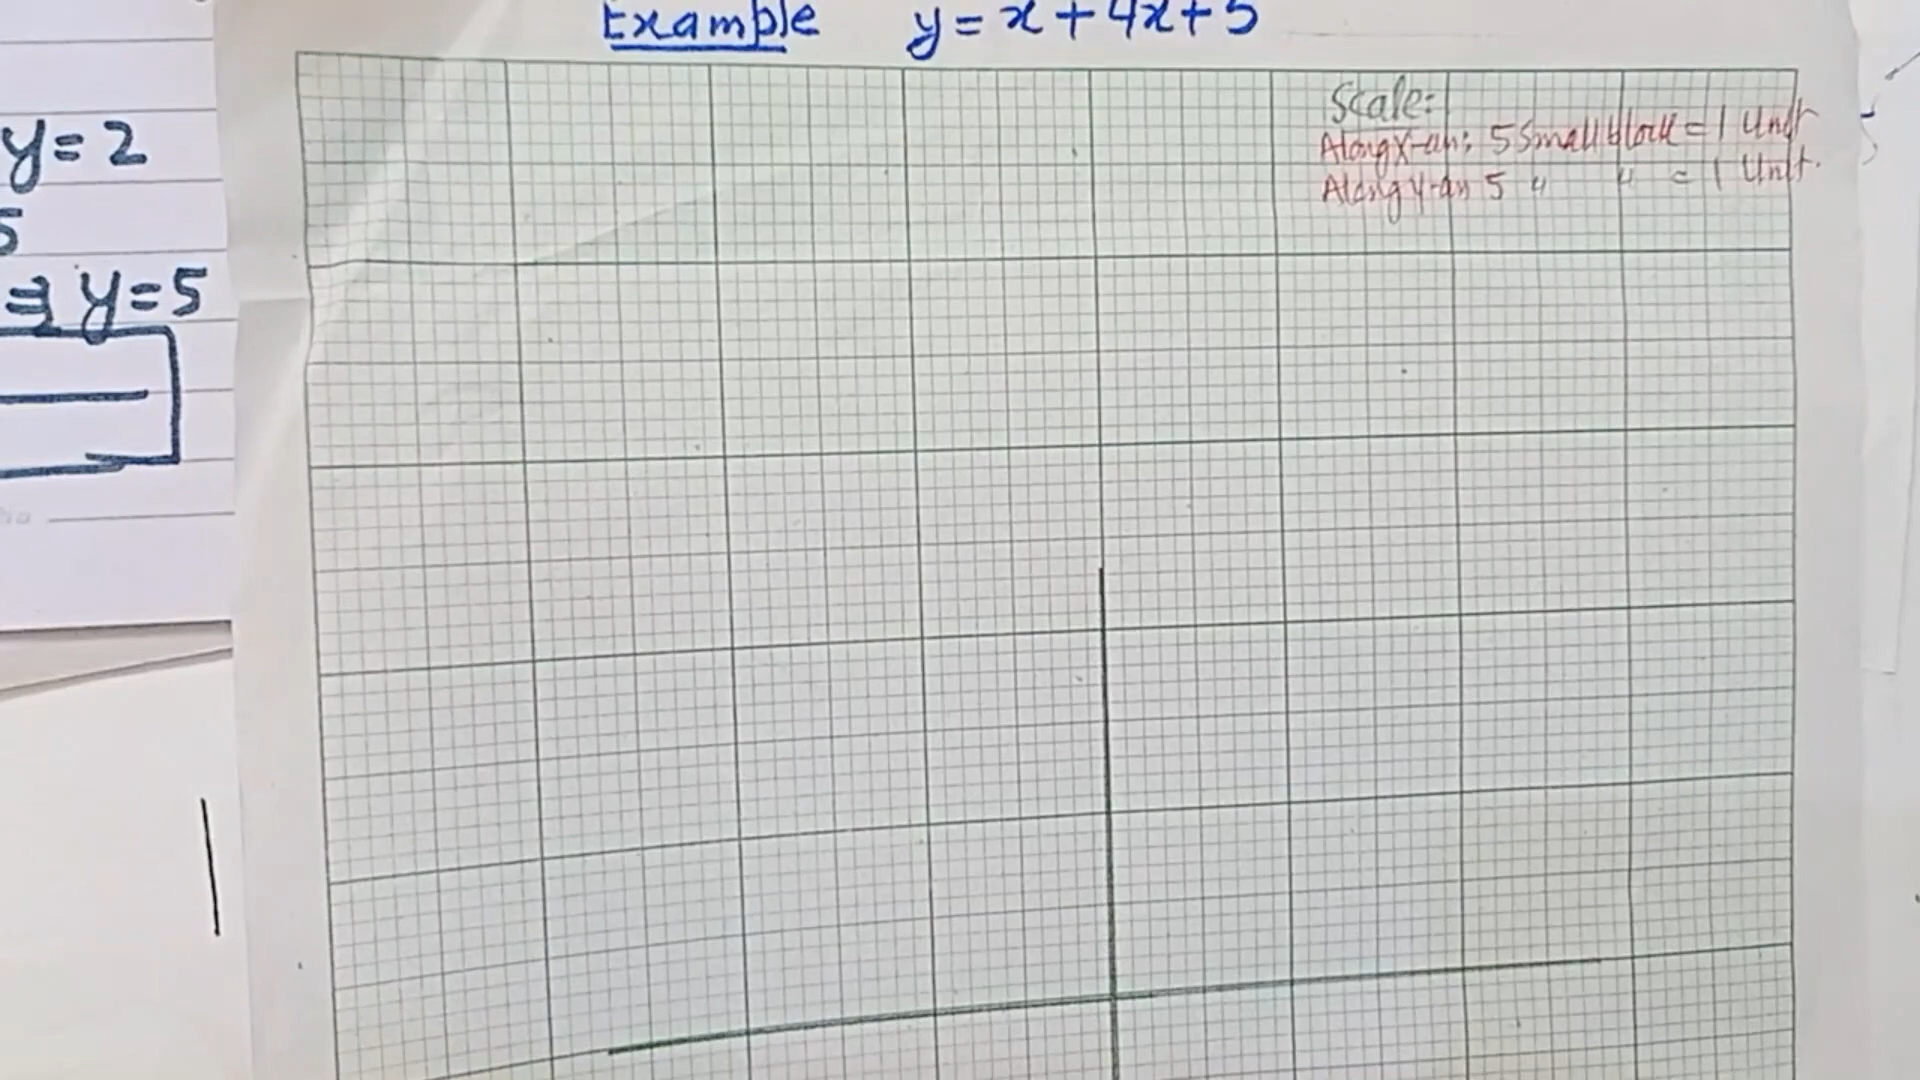 Example y = x + 4x + 5
y = 2
5
⇒ y = 5
Scale:
Along X-axis: 5 Small block = 1 Unit
Along Y-axis 5 " " = 1 Unit.